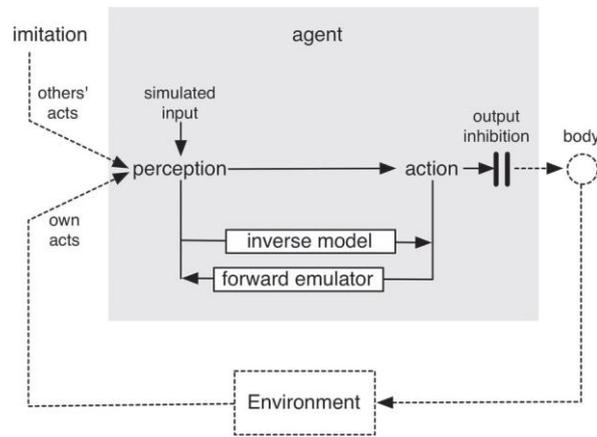 imitation
agent
others'
acts
simulated
input
output
inhibition
body
perception
action
own
acts
inverse model
forward emulator
Environment